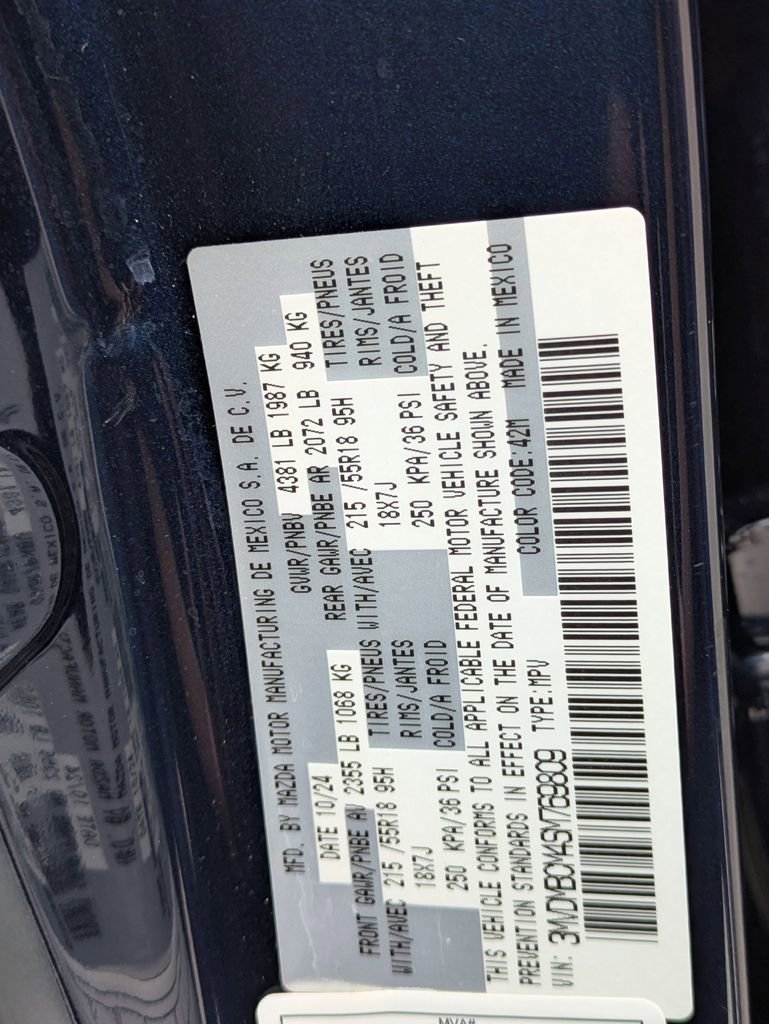 MFD. BY MAZDA MOTOR MANUFACTURING DE MEXICO S.A. DE C.V.
DATE 10/24 GVWR/PNBV 4381 LB 1987 KG
FRONT GAWR/PNBE AV 2355 LB 1068 KG REAR GAWR/PNBE AR 2072 LB 940 KG
WITH/AVEC 215 /55R18 95H TIRES/PNEUS WITH/AVEC 215 /55R18 95H TIRES/PNEUS
18X7J RIMS/JANTES 18X7J RIMS/JANTES
250 KPA/36 PSI COLD/A FROID 250 KPA/36 PSI COLD/A FROID
THIS VEHICLE CONFORMS TO ALL APPLICABLE FEDERAL MOTOR VEHICLE SAFETY AND THEFT
PREVENTION STANDARDS IN EFFECT ON THE DATE OF MANUFACTURE SHOWN ABOVE.
VIN: 3MVDMBCM4SM769809 TYPE:MPV COLOR CODE:42M MADE IN MEXICO
MVA#